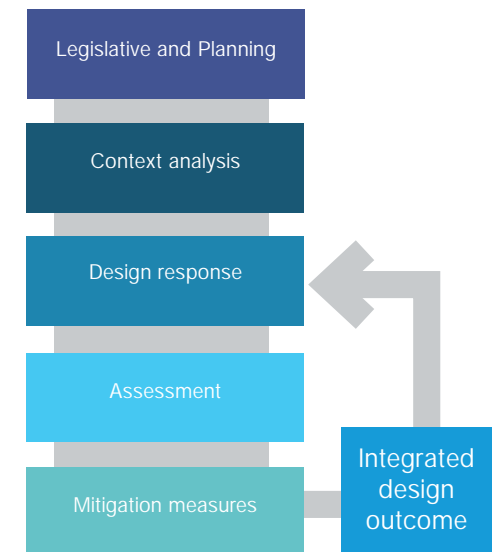 Legislative and Planning
Context analysis
Design response
Assessment
Mitigation measures
Integrated
design
outcome